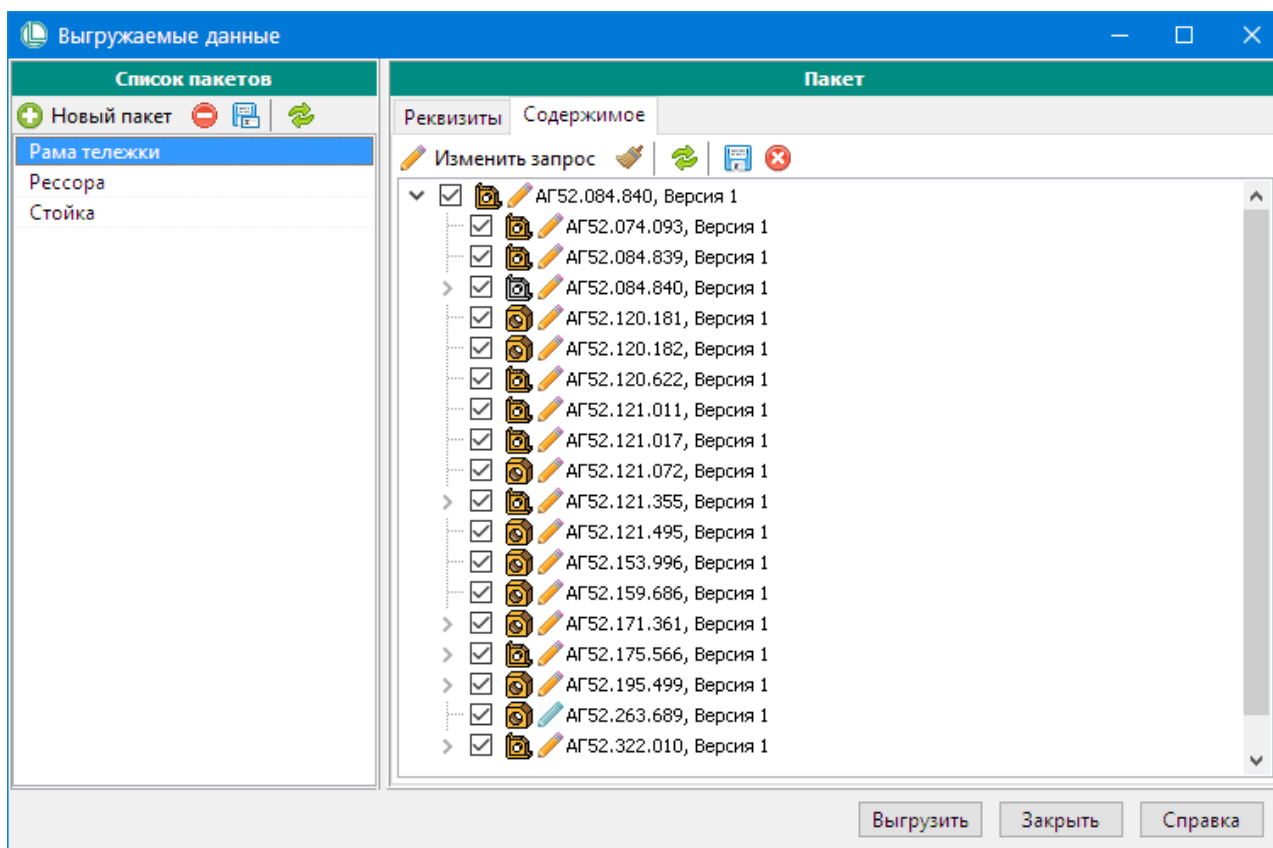 Выгружаемые данные
Список пакетов
Новый пакет
Рама тележки
Рессора
Стойка
Пакет
Реквизиты Содержимое
Изменить запрос
АГ52.084.840, Версия 1
АГ52.074.093, Версия 1
АГ52.084.839, Версия 1
АГ52.084.840, Версия 1
АГ52.120.181, Версия 1
АГ52.120.182, Версия 1
АГ52.120.622, Версия 1
АГ52.121.011, Версия 1
АГ52.121.017, Версия 1
АГ52.121.072, Версия 1
АГ52.121.355, Версия 1
АГ52.121.495, Версия 1
АГ52.153.996, Версия 1
АГ52.159.686, Версия 1
АГ52.171.361, Версия 1
АГ52.175.566, Версия 1
АГ52.195.499, Версия 1
АГ52.263.689, Версия 1
АГ52.322.010, Версия 1
Выгрузить Закрыть Справка